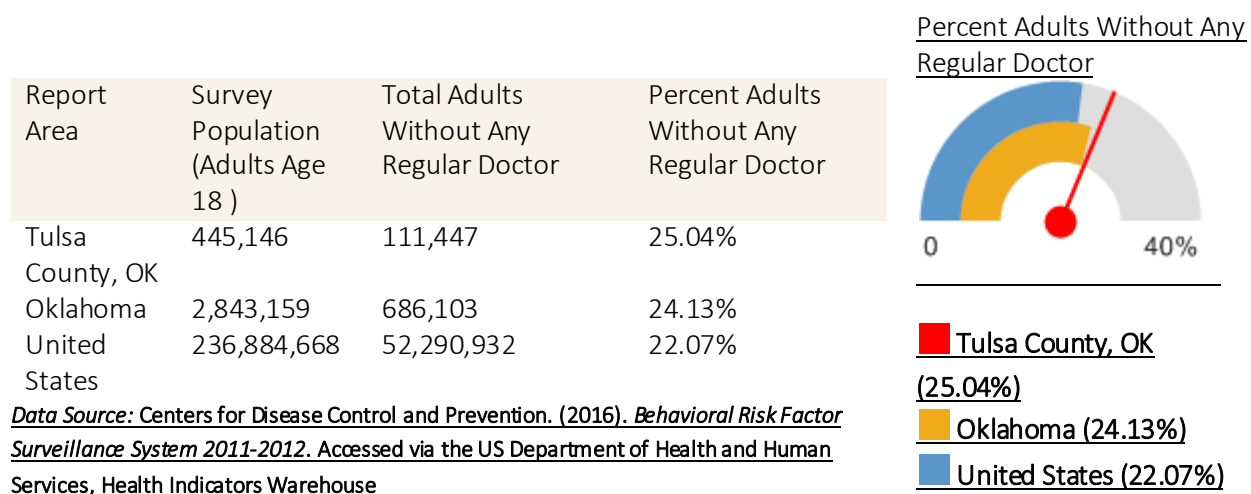 Percent Adults Without Any
Regular Doctor
Report Area	Survey Population (Adults Age 18 )	Total Adults Without Any Regular Doctor	Percent Adults Without Any Regular Doctor
Tulsa County, OK	445,146	111,447	25.04%
Oklahoma	2,843,159	686,103	24.13%
United States	236,884,668	52,290,932	22.07%
Data Source: Centers for Disease Control and Prevention. (2016). Behavioral Risk Factor
Surveillance System 2011-2012. Accessed via the US Department of Health and Human
Services, Health Indicators Warehouse
0	40%
Tulsa County, OK
(25.04%)
Oklahoma (24.13%)
United States (22.07%)